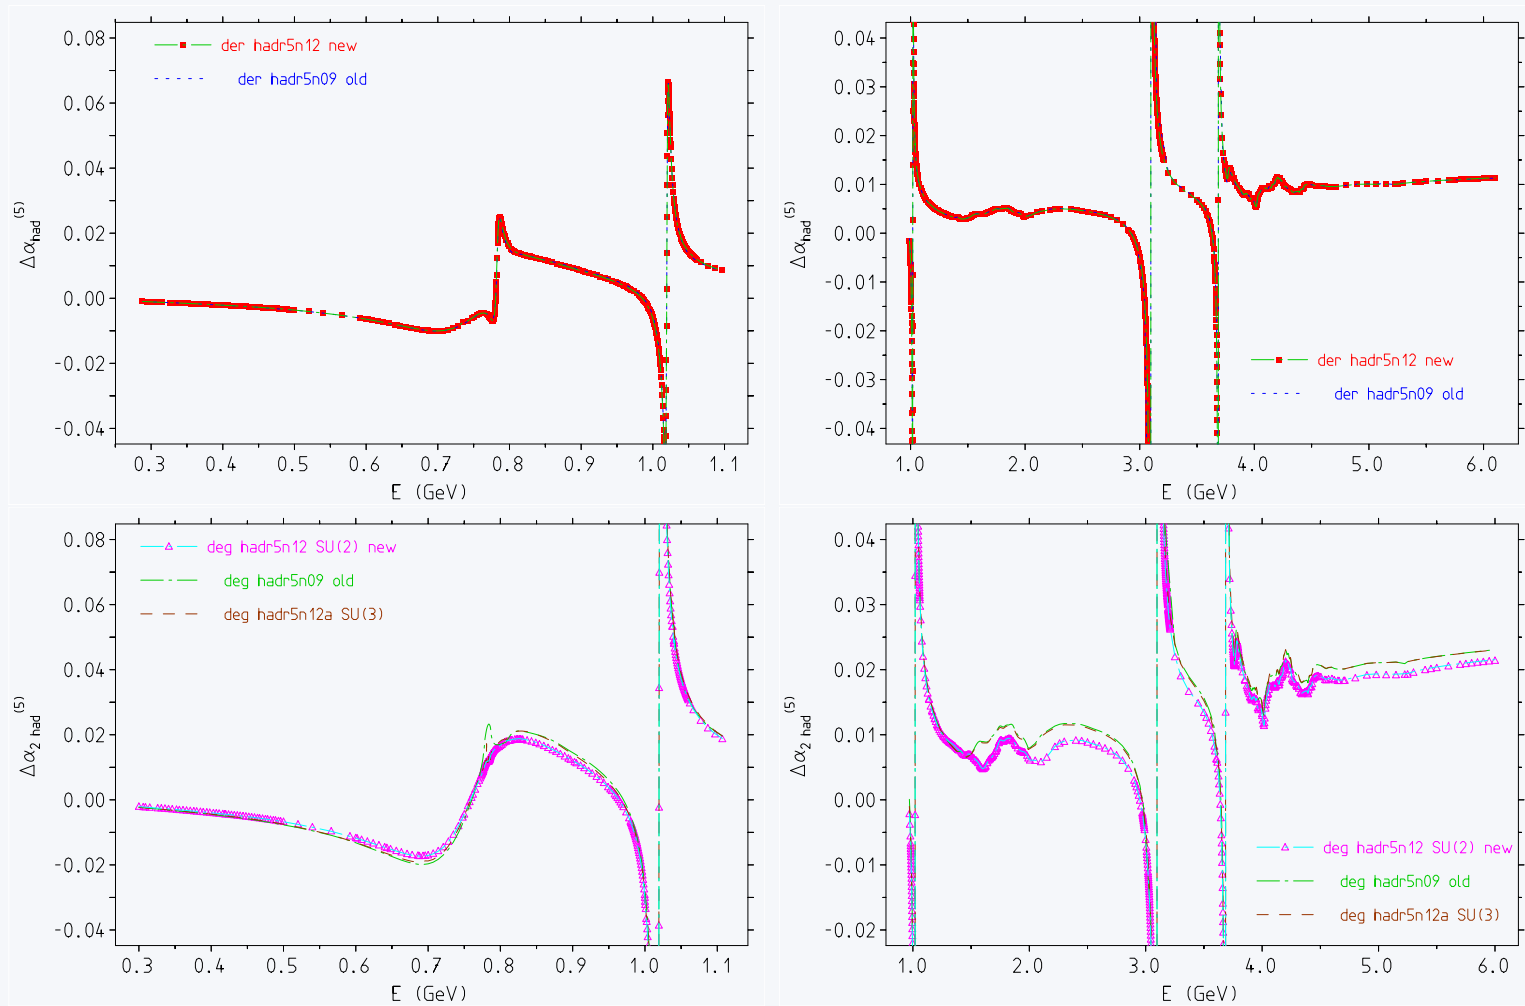 der hadr5n12 new
der hadr5n09 old
0.08
0.06
0.04
0.02
0.00
-0.02
-0.04
Δα had (5)
0.3 0.4 0.5 0.6 0.7 0.8 0.9 1.0 1.1
E (GeV)
0.04
0.03
0.02
0.01
0.00
-0.01
-0.02
-0.03
-0.04
Δα had (5)
der hadr5n12 new
der hadr5n09 old
1.0 2.0 3.0 4.0 5.0 6.0
E (GeV)
deg hadr5n12 SU(2) new
deg hadr5n09 old
deg hadr5n12a SU(3)
0.08
0.06
0.04
0.02
0.00
-0.02
-0.04
Δα2 had (5)
0.3 0.4 0.5 0.6 0.7 0.8 0.9 1.0 1.1
E (GeV)
0.04
0.03
0.02
0.01
0.00
-0.01
-0.02
Δα2 had (5)
deg hadr5n12 SU(2) new
deg hadr5n09 old
deg hadr5n12a SU(3)
1.0 2.0 3.0 4.0 5.0 6.0
E (GeV)